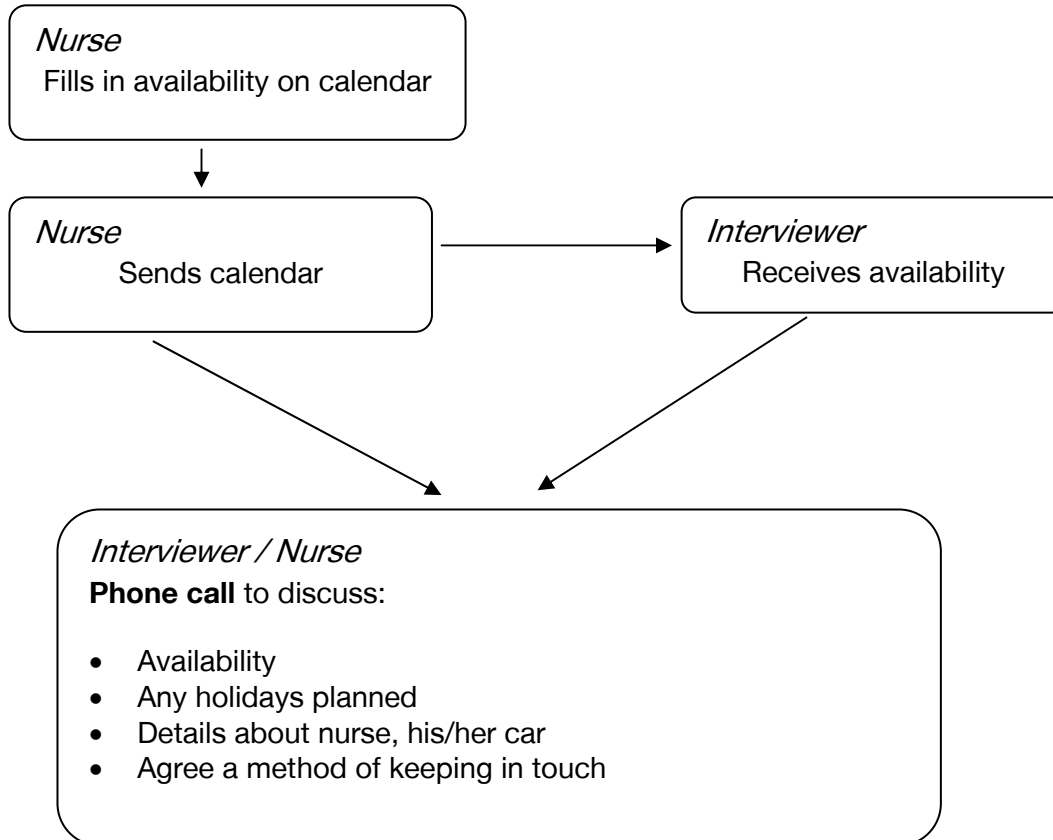 Nurse
Fills in availability on calendar
Nurse
Sends calendar
Interviewer
Receives availability
Interviewer / Nurse
Phone call to discuss:
• Availability
• Any holidays planned
• Details about nurse, his/her car
• Agree a method of keeping in touch